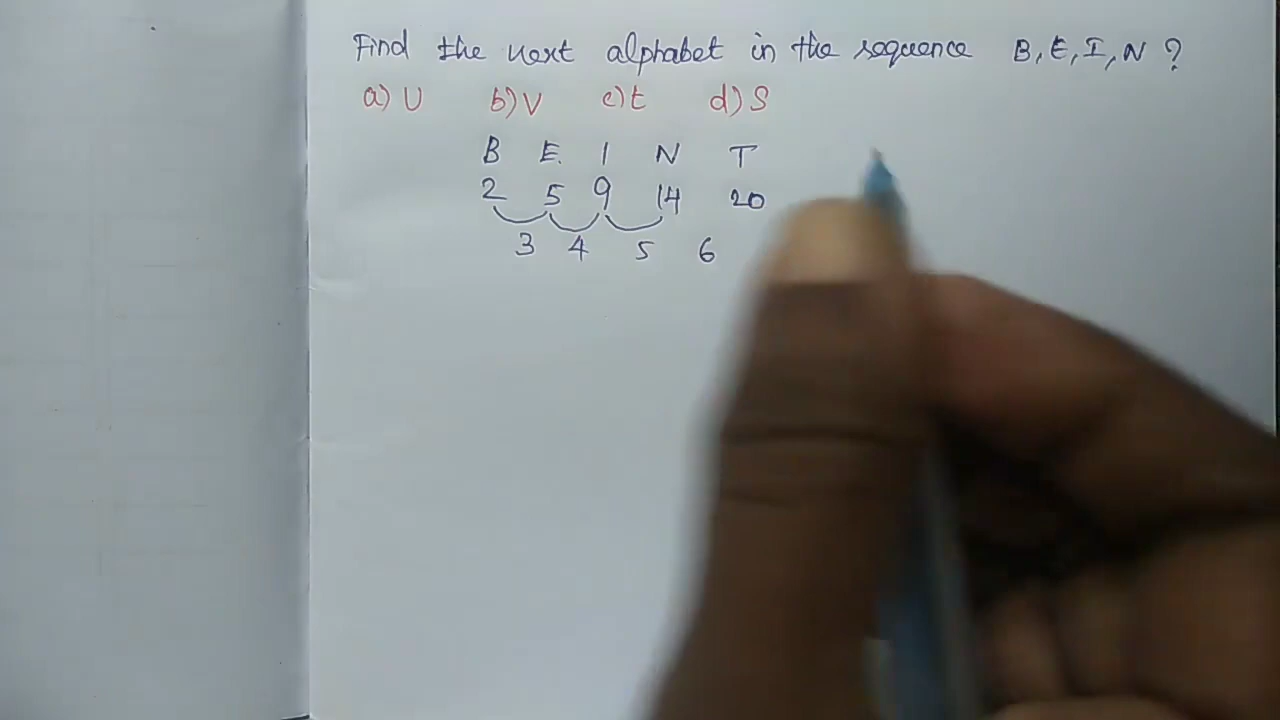 Find the next alphabet in the sequence B, E, I, N ?
a) U b) V c) t d) S
B E I N T
2 5 9 14 20
3 4 5 6